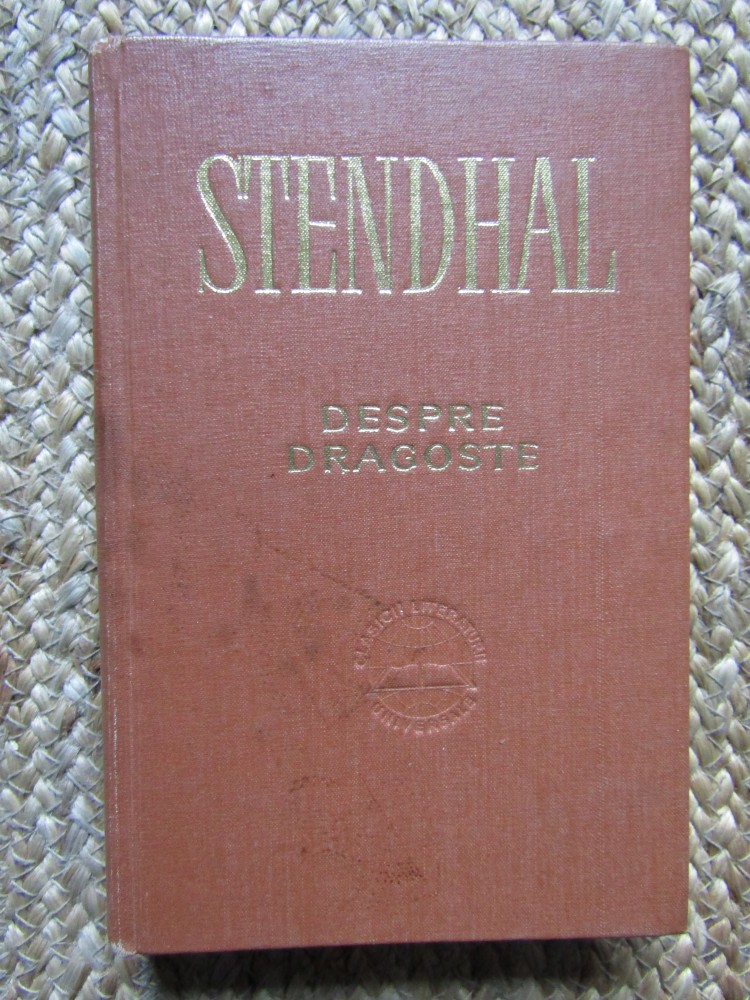 STENDHAL
DESPRE
DRAGOSTE
CLASICII LITERATURII
UNIVERSALE